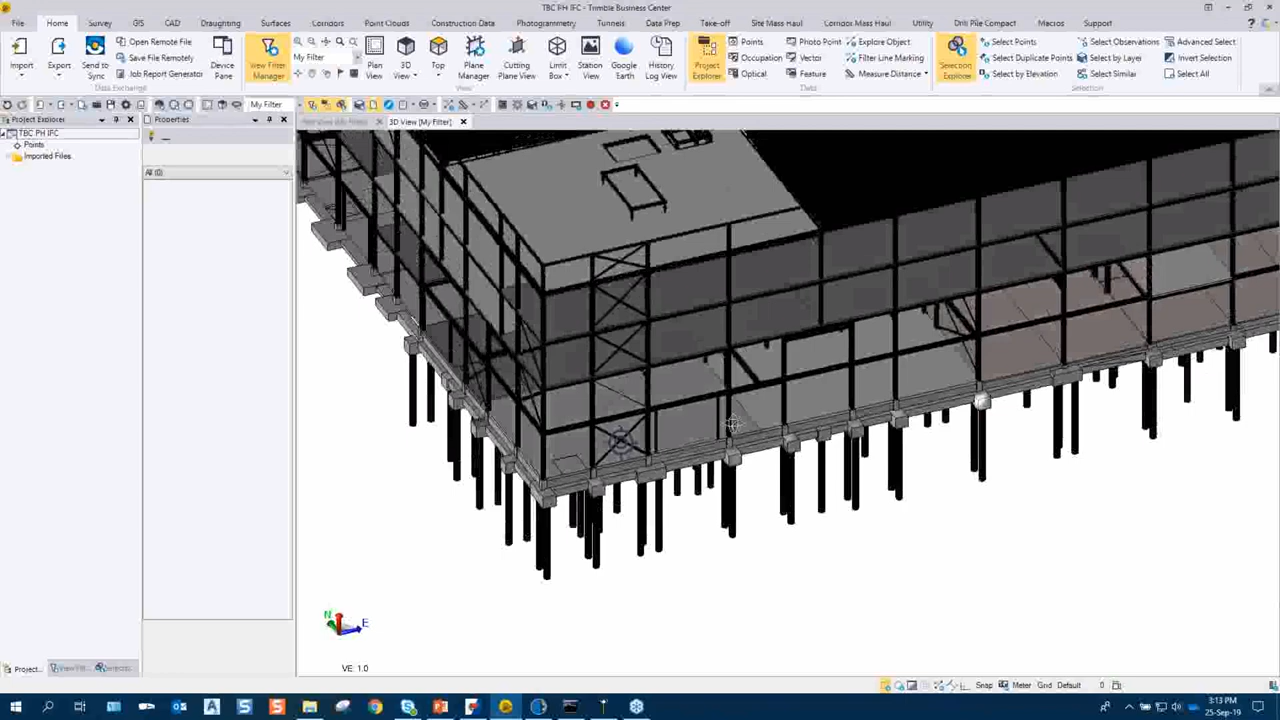 TBC PH IFC - Trimble Business Center
File Home Survey GIS CAD Draughting Surfaces Corridors Point Clouds Construction Data Photogrammetry Tunnels Data Prep Take-off Site Mass Haul Corridor Mass Haul Utility Drill Pile Compact Macros Support
Open Remote File
Save File Remotely
Job Report Generator
Import
Export
Send to Sync
Device Pane
Data Exchange
View Filter Manager
My Filter
Plan View
3D View
Top
Plane Manager
Cutting Plane View
Limit Box
Station View
Google Earth
History Log View
View
Project Explorer
Points
Occupation
Optical
Photo Point
Vector
Feature
Explore Object
Filter Line Marking
Measure Distance
Data
Selection Explorer
Select Points
Select Duplicate Points
Select by Elevation
Select Observations
Select by Layer
Select Similar
Advanced Select
Invert Selection
Select All
Selection
My Filter
Project Explorer
Properties
3D View [My Filter]
TBC PH IFC
Points
Imported Files
All (0)
N
E
VE: 1.0
Project...
Snap Meter Grid Default 0
3:13 PM
25-Sep-19